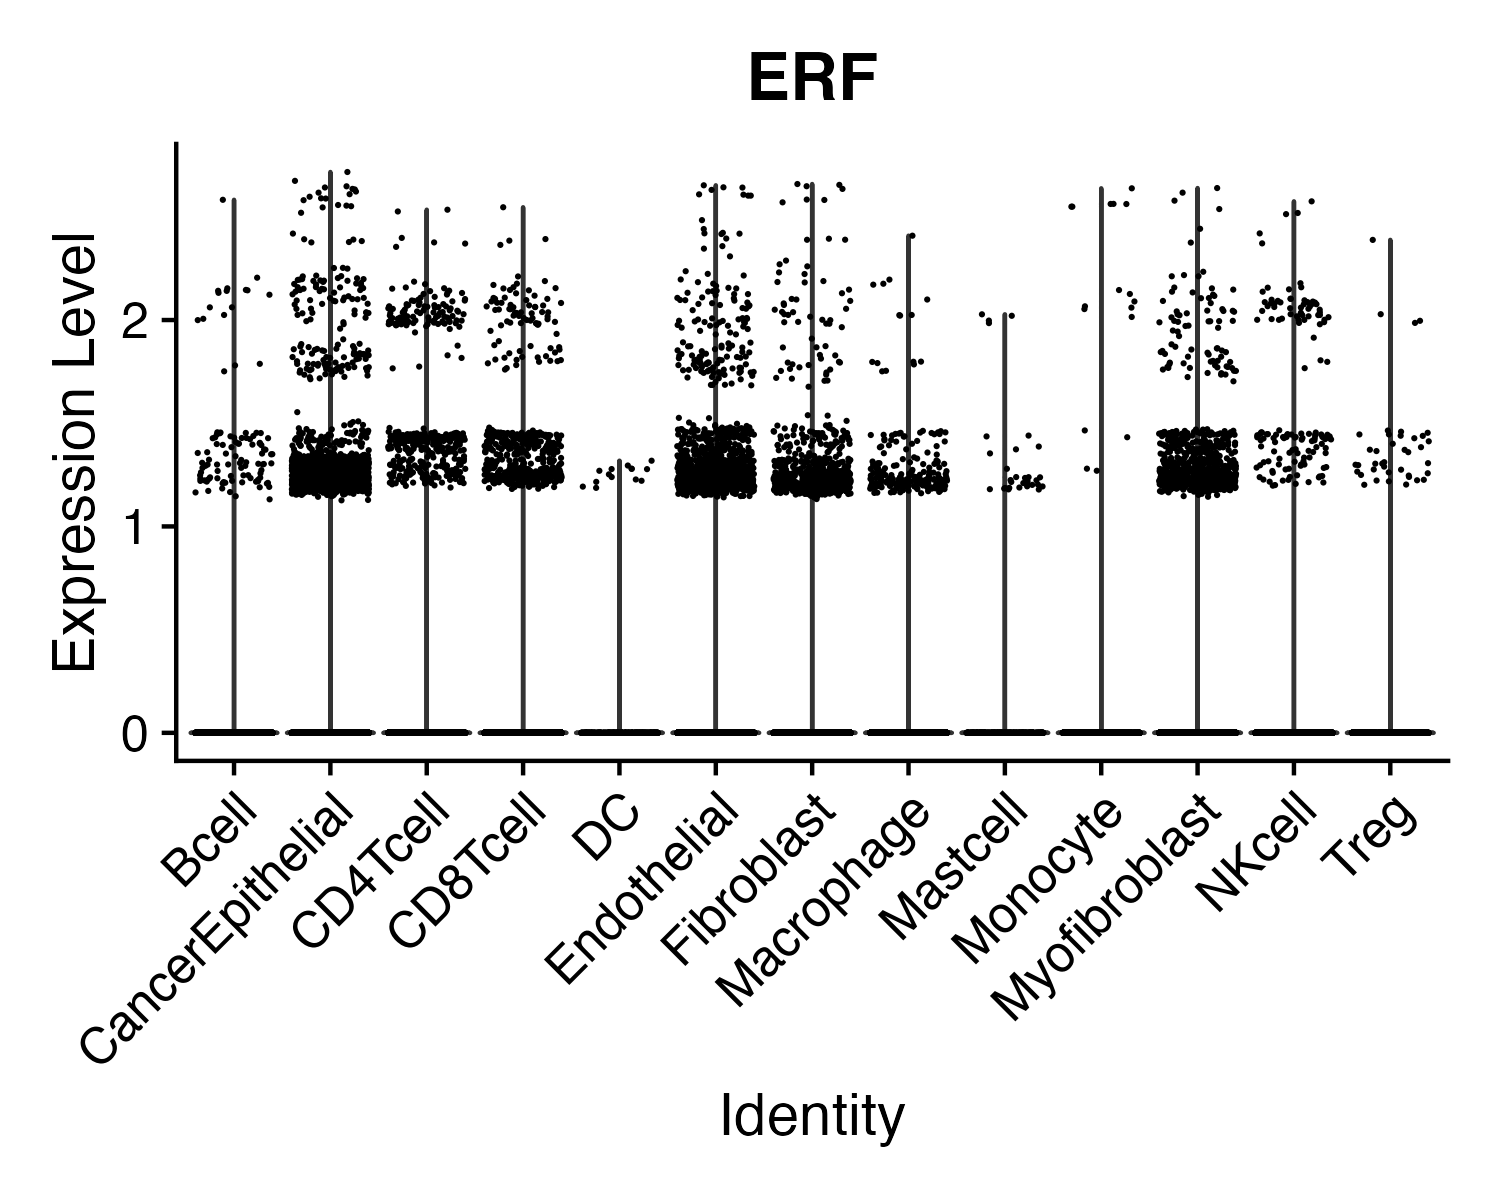 ERF
Expression Level
2
1
0
Bcell
CancerEpithelial
CD4Tcell
CD8Tcell
DC
Endothelial
Fibroblast
Macrophage
Mastcell
Monocyte
Myofibroblast
NKcell
Treg
Identity